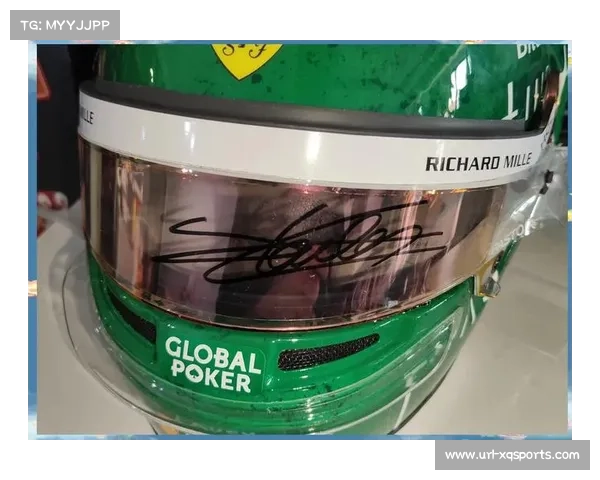 TG: MYYJJPP
S F
RICHARD MILLE
GLOBAL
POKER
www.url-xqsports.com